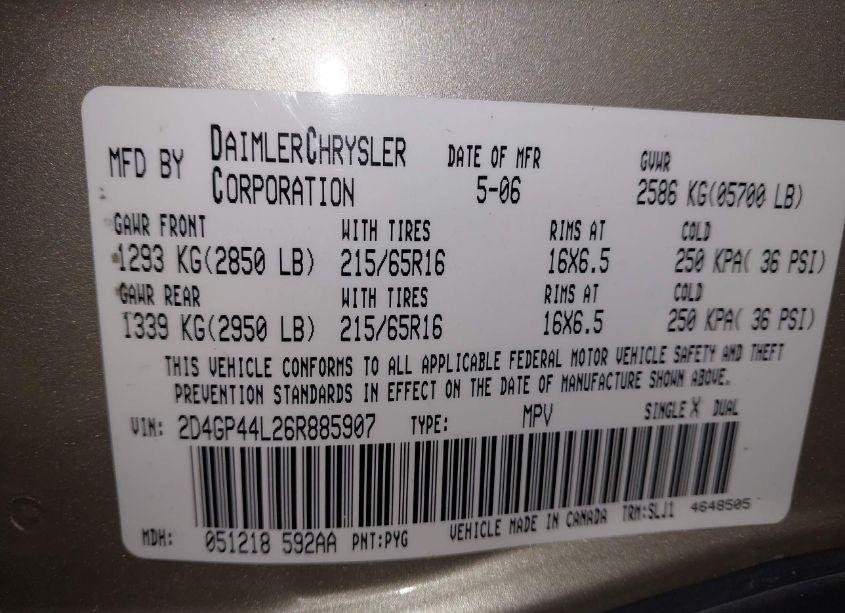 MFD BY DAIMLERCHRYSLER CORPORATION DATE OF MFR 5-06 GVWR 2586 KG(05700 LB)
GAWR FRONT WITH TIRES RIMS AT COLD
1293 KG(2850 LB) 215/65R16 16X6.5 250 KPA( 36 PSI)
GAWR REAR WITH TIRES RIMS AT COLD
1339 KG(2950 LB) 215/65R16 16X6.5 250 KPA( 36 PSI)
THIS VEHICLE CONFORMS TO ALL APPLICABLE FEDERAL MOTOR VEHICLE SAFETY AND THEFT
PREVENTION STANDARDS IN EFFECT ON THE DATE OF MANUFACTURE SHOWN ABOVE.
VIN: 2D4GP44L26R885907 TYPE: MPV SINGLE X DUAL
MDH: 051218 592AA PNT:PYG VEHICLE MADE IN CANADA TRM:SLJ1 4648505